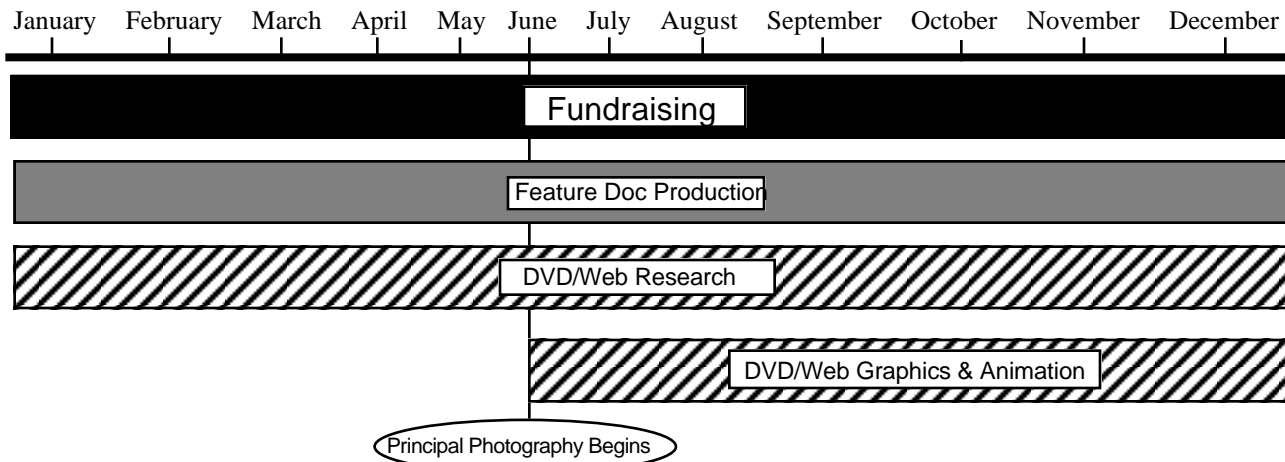 January February March April May June July August September October November December
Fundraising
Feature Doc Production
DVD/Web Research
DVD/Web Graphics & Animation
Principal Photography Begins